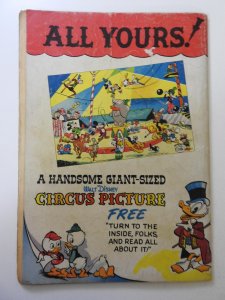 ALL YOURS!
A HANDSOME GIANT-SIZED
WALT DISNEY
CIRCUS PICTURE
FREE
"TURN TO THE
INSIDE, FOLKS,
AND READ ALL
ABOUT IT!"